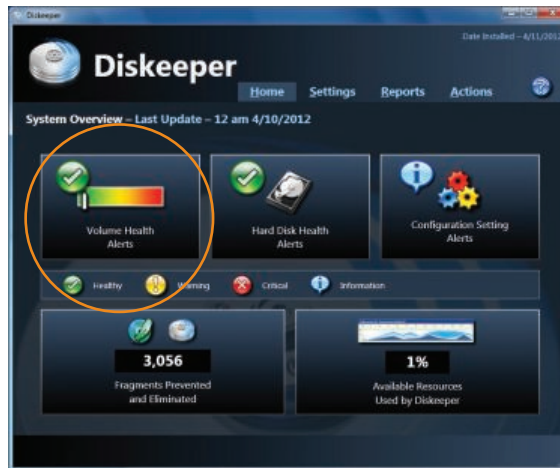 Diskeeper
Date Installed – 4/11/2012
Diskeeper
Home Settings Reports Actions
System Overview – Last Update – 12 am 4/10/2012
Volume Health
Alerts
Hard Disk Health
Alerts
Configuration Setting
Alerts
Healthy Warning Critical Information
3,056
Fragments Prevented
and Eliminated
1%
Available Resources
Used by Diskeeper